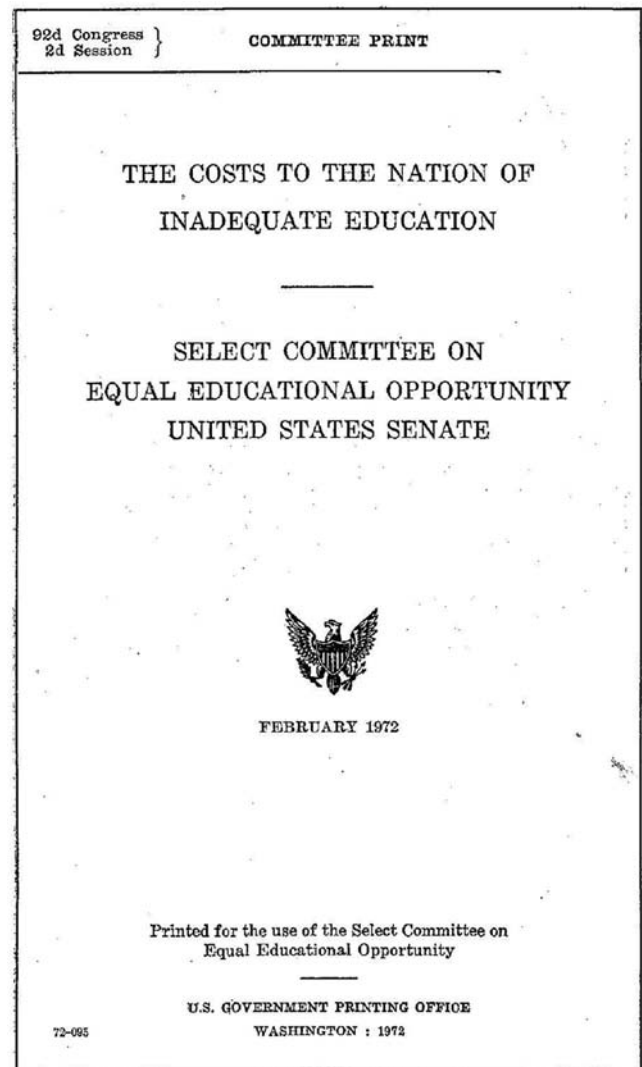 92d Congress } COMMITTEE PRINT
2d Session
THE COSTS TO THE NATION OF
INADEQUATE EDUCATION
SELECT COMMITTEE ON
EQUAL EDUCATIONAL OPPORTUNITY
UNITED STATES SENATE
FEBRUARY 1972
Printed for the use of the Select Committee on
Equal Educational Opportunity
U.S. GOVERNMENT PRINTING OFFICE
72-095 WASHINGTON : 1972